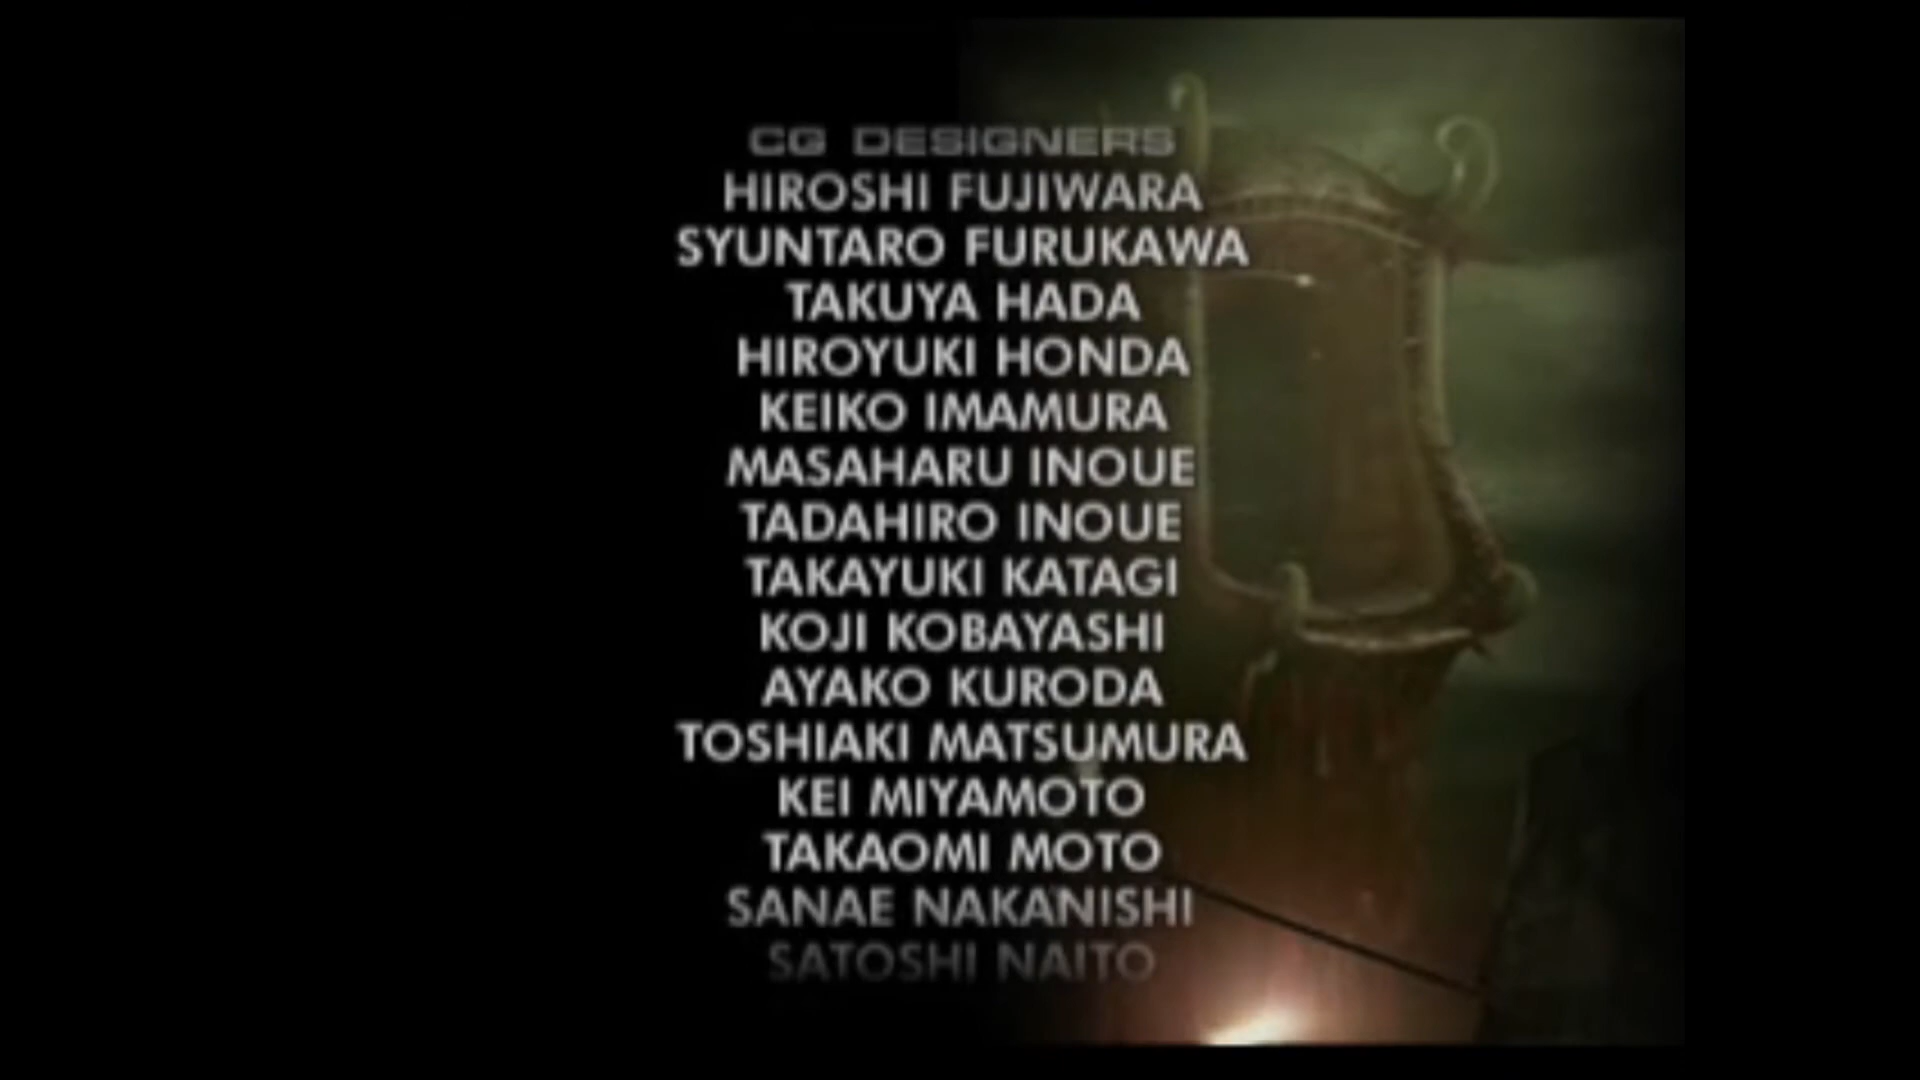 CG DESIGNERS
HIROSHI FUJIWARA
SYUNTARO FURUKAWA
TAKUYA HADA
HIROYUKI HONDA
KEIKO IMAMURA
MASAHARU INOUE
TADAHIRO INOUE
TAKAYUKI KATAGI
KOJI KOBAYASHI
AYAKO KURODA
TOSHIAKI MATSUMURA
KEI MIYAMOTO
TAKAOMI MOTO
SANAE NAKANISHI
SATOSHI NAITO